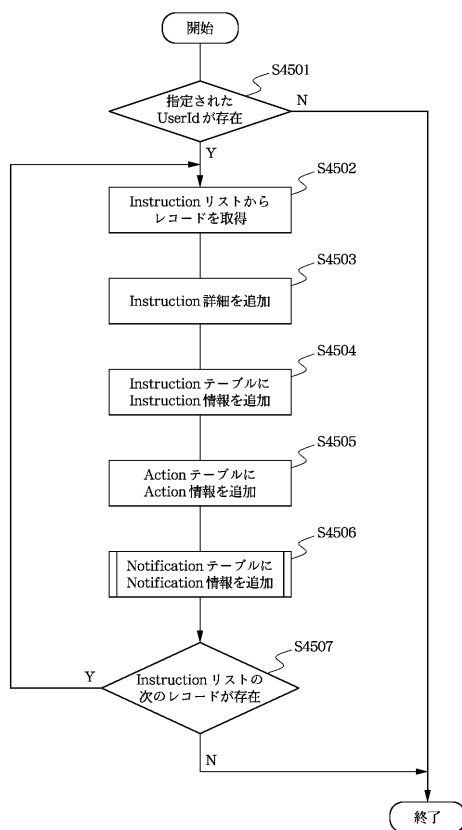 開始
S4501
指定された
UserIdが存在
N
Y
S4502
Instructionリストから
レコードを取得
S4503
Instruction詳細を追加
S4504
Instructionテーブルに
Instruction情報を追加
S4505
Actionテーブルに
Action情報を追加
S4506
Notificationテーブルに
Notification情報を追加
S4507
Y
Instructionリストの
次のレコードが存在
N
終了